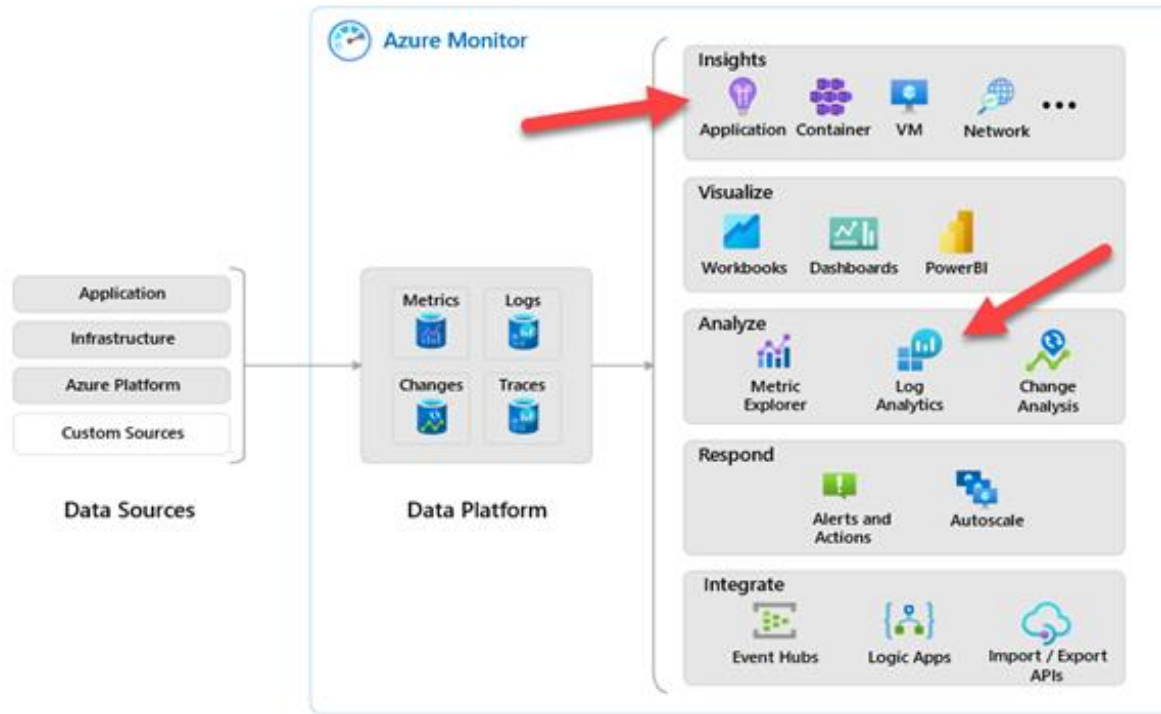 Azure Monitor
Insights
Application Container VM Network
Visualize
Workbooks Dashboards PowerBI
Application
Infrastructure
Azure Platform
Custom Sources
Data Sources
Metrics Logs
Changes Traces
Data Platform
Analyze
Metric
Explorer
Log
Analytics
Change
Analysis
Respond
Alerts and
Actions
Autoscale
Integrate
Event Hubs
Logic Apps
Import / Export
APIs